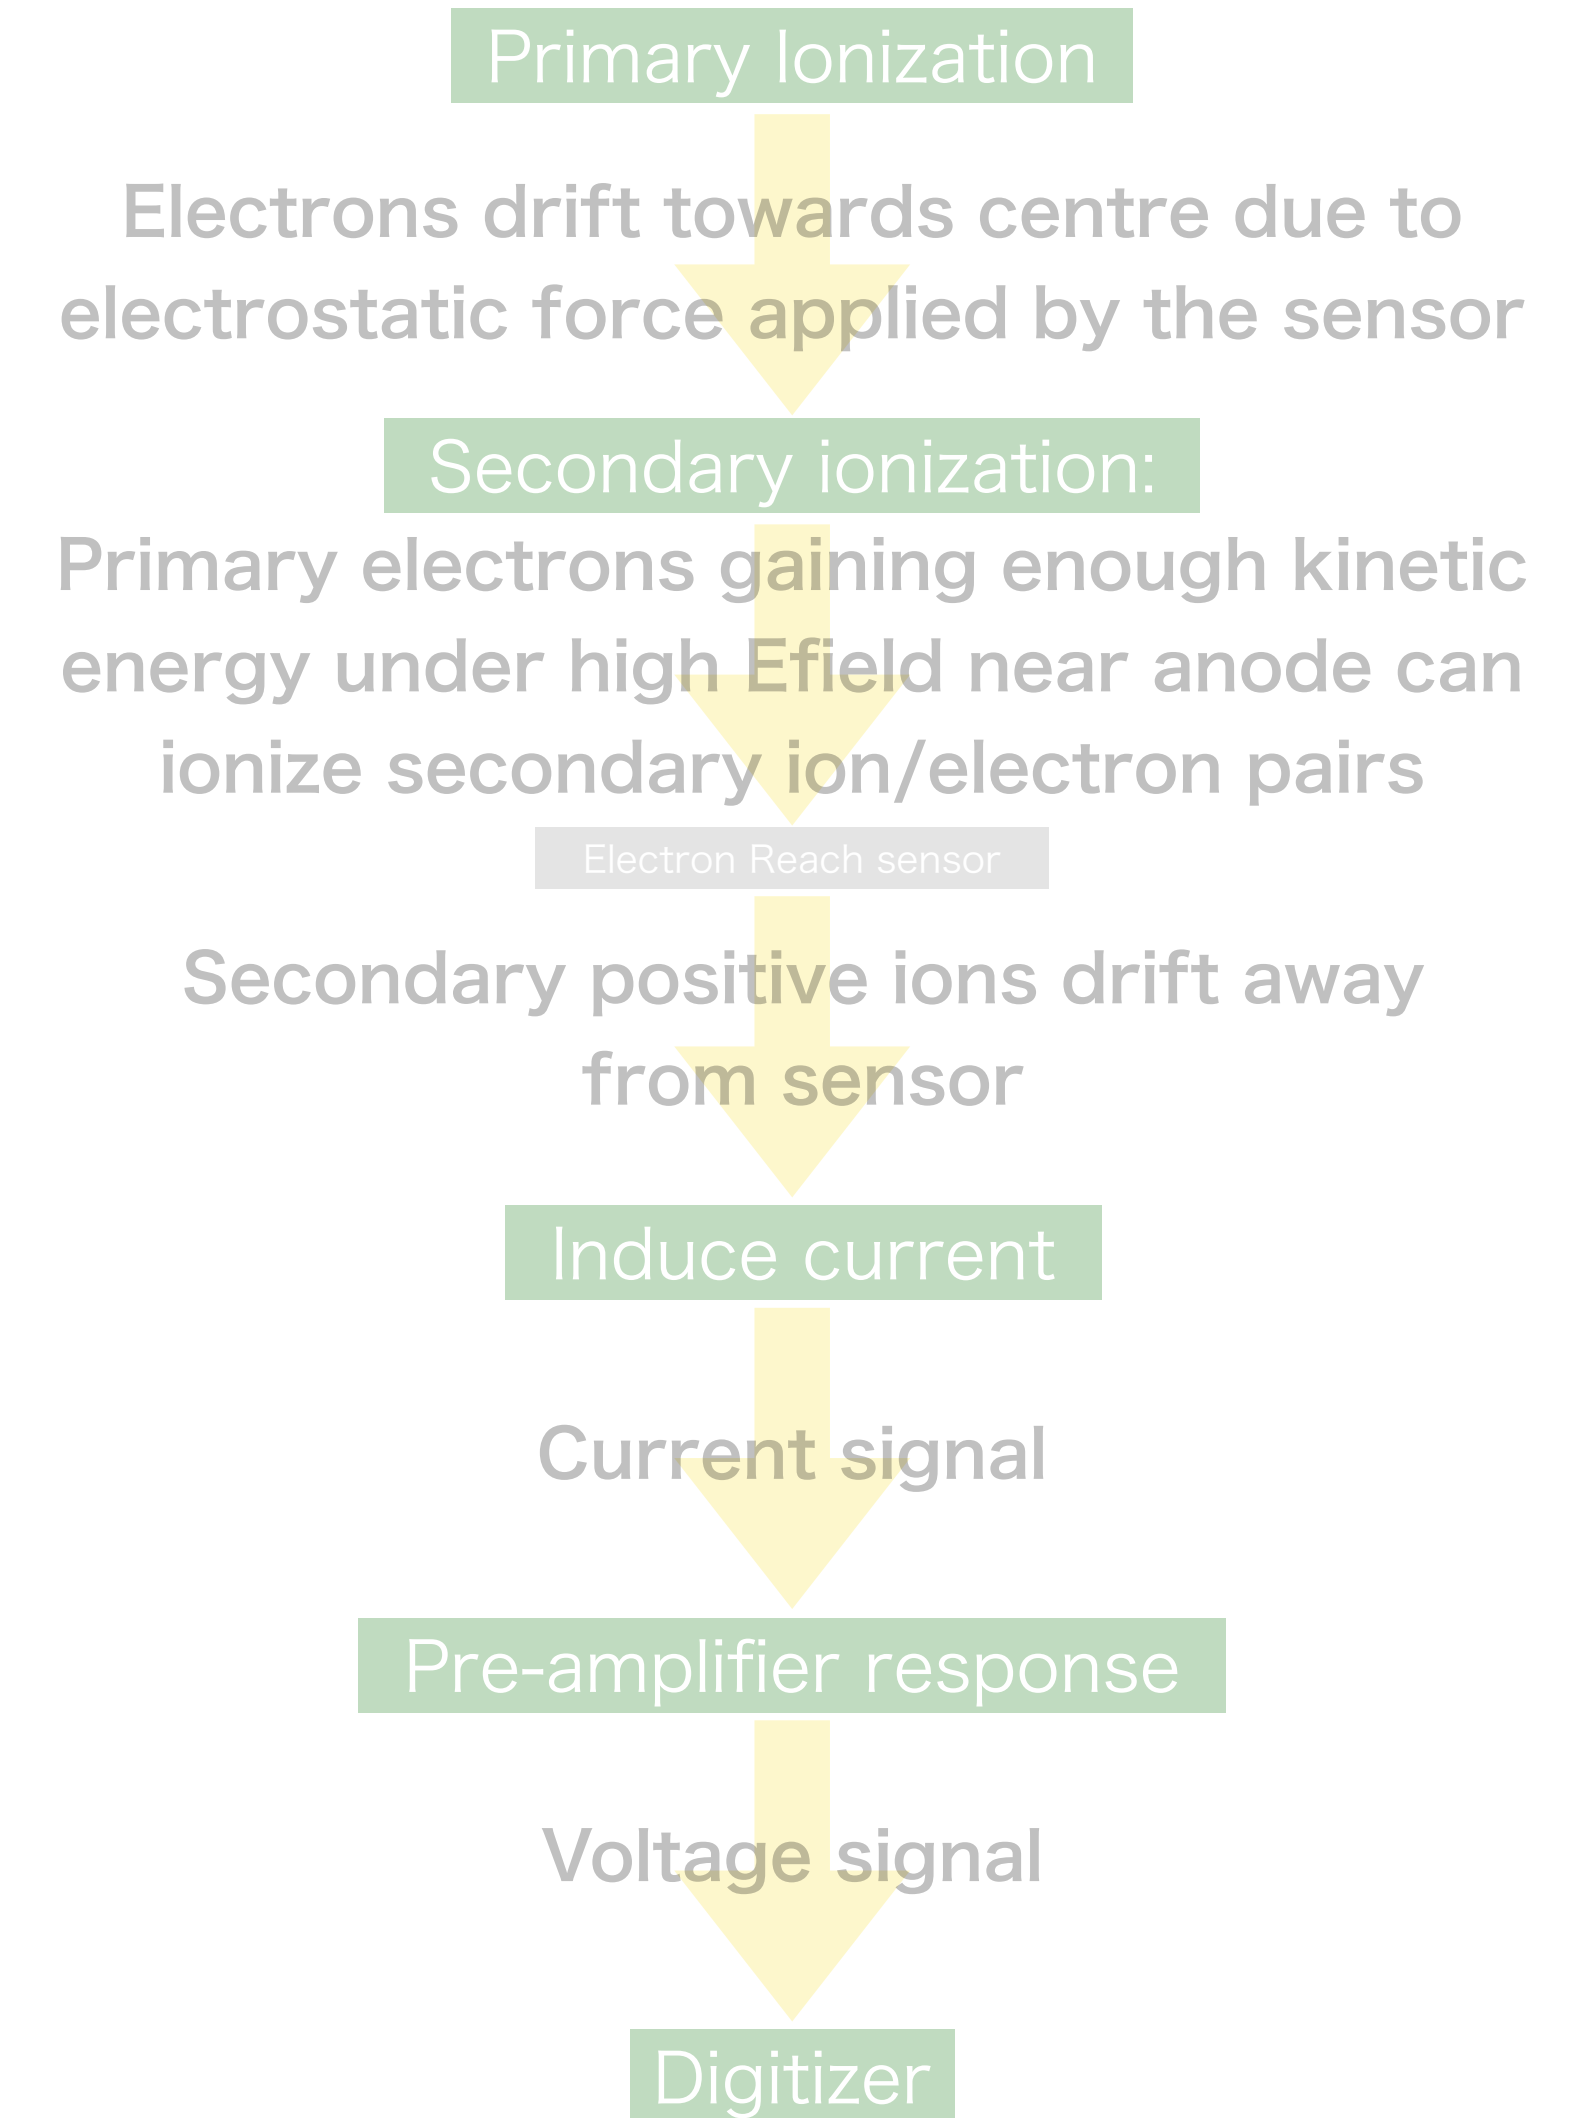 Primary Ionization
Electrons drift towards centre due to
electrostatic force applied by the sensor
Secondary ionization:
Primary electrons gaining enough kinetic
energy under high Efield near anode can
ionize secondary ion/electron pairs
Electron Reach sensor
Secondary positive ions drift away
from sensor
Induce current
Current signal
Pre-amplifier response
Voltage signal
Digitizer